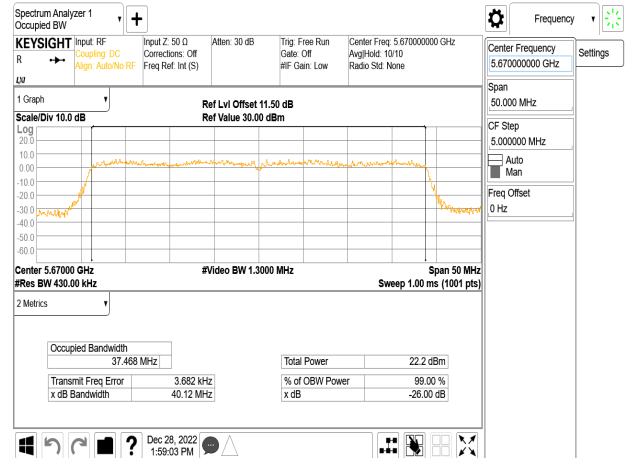 Spectrum Analyzer 1
Occupied BW
Frequency
KEYSIGHT
R
Input: RF
Coupling: DC
Align: Auto/No RF
Input Z: 50 Ω
Corrections: Off
Freq Ref: Int (S)
Atten: 30 dB
Trig: Free Run
Gate: Off
#IF Gain: Low
Center Freq: 5.670000000 GHz
Avg|Hold: 10/10
Radio Std: None
Center Frequency
5.670000000 GHz
Settings
Span
50.000 MHz
CF Step
5.000000 MHz
Auto
Man
Freq Offset
0 Hz
1 Graph
Scale/Div 10.0 dB
Ref Lvl Offset 11.50 dB
Ref Value 30.00 dBm
Log
20.0
10.0
0.00
-10.0
-20.0
-30.0
-40.0
-50.0
-60.0
Center 5.67000 GHz
#Video BW 1.3000 MHz
Span 50 MHz
#Res BW 430.00 kHz
Sweep 1.00 ms (1001 pts)
2 Metrics
Occupied Bandwidth
37.468 MHz
Total Power 22.2 dBm
Transmit Freq Error 3.682 kHz
% of OBW Power 99.00 %
x dB Bandwidth 40.12 MHz
x dB -26.00 dB
?
Dec 28, 2022
1:59:03 PM